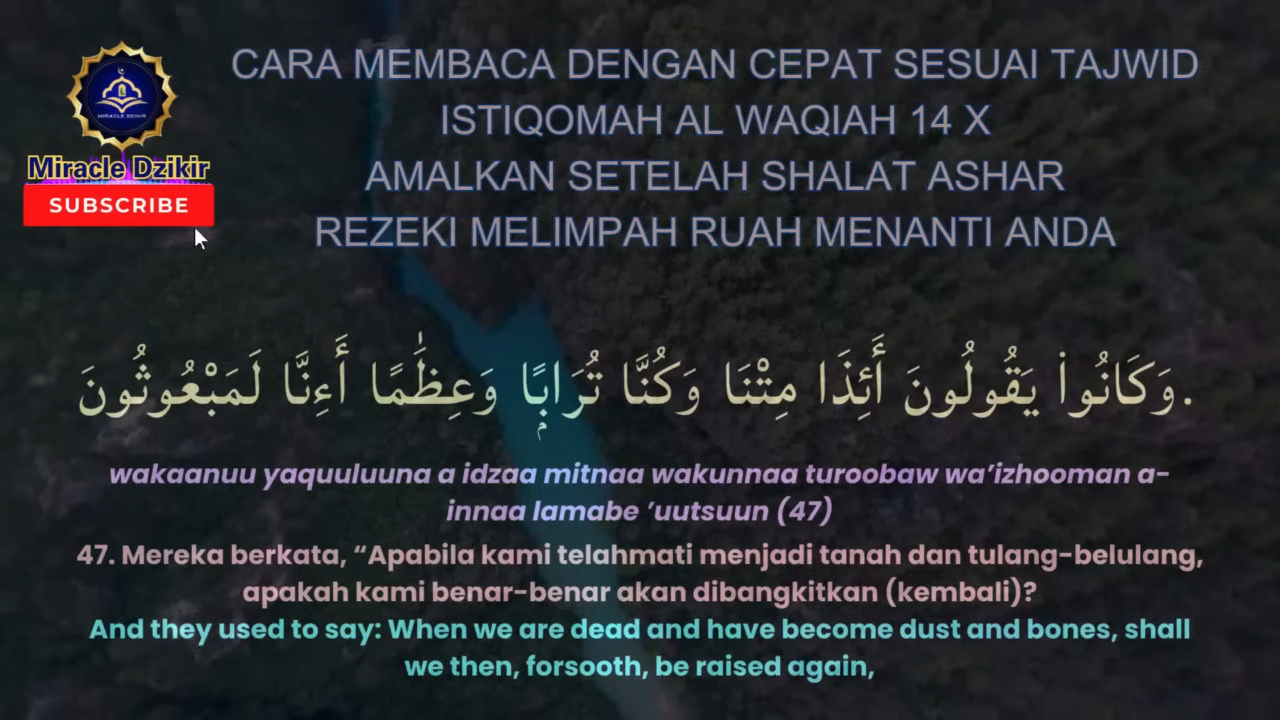 CARA MEMBACA DENGAN CEPAT SESUAI TAJWID
ISTIQOMAH AL WAQIAH 14 X
AMALKAN SETELAH SHALAT ASHAR
REZEKI MELIMPAH RUAH MENANTI ANDA
MIRACLE DZIKIR
Miracle Dzikir
SUBSCRIBE
.وَكَانُوا۟ يَقُولُونَ أَئِذَا مِتْنَا وَكُنَّا تُرَابًۭا وَعِظَٰمًا أَءِنَّا لَمَبْعُوثُونَ
wakaanuu yaquuluuna a idzaa mitnaa wakunnaa turoobaw wa’izhooman a-
innaa lamabe ’uutsuun (47)
47. Mereka berkata, “Apabila kami telahmati menjadi tanah dan tulang-belulang,
apakah kami benar-benar akan dibangkitkan (kembali)?
And they used to say: When we are dead and have become dust and bones, shall
we then, forsooth, be raised again,